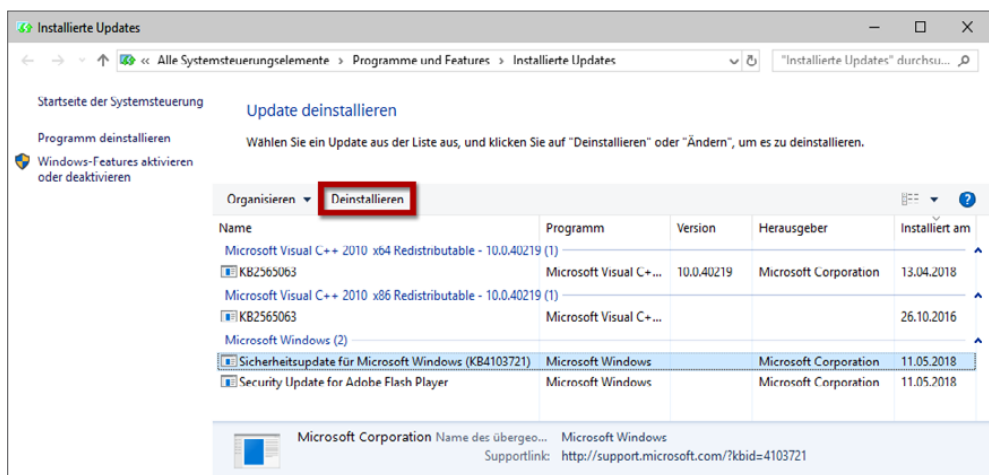 Installierte Updates
« Alle Systemsteuerungselemente > Programme und Features > Installierte Updates
"Installierte Updates" durchsu...
Startseite der Systemsteuerung
Programm deinstallieren
Windows-Features aktivieren
oder deaktivieren
Update deinstallieren
Wählen Sie ein Update aus der Liste aus, und klicken Sie auf "Deinstallieren" oder "Ändern", um es zu deinstallieren.
Organisieren Deinstallieren
Name Programm Version Herausgeber Installiert am
Microsoft Visual C++ 2010 x64 Redistributable - 10.0.40219 (1)
KB2565063 Microsoft Visual C+... 10.0.40219 Microsoft Corporation 13.04.2018
Microsoft Visual C++ 2010 x86 Redistributable - 10.0.40219 (1)
KB2565063 Microsoft Visual C+... 26.10.2016
Microsoft Windows (2)
Sicherheitsupdate für Microsoft Windows (KB4103721) Microsoft Windows Microsoft Corporation 11.05.2018
Security Update for Adobe Flash Player Microsoft Windows Microsoft Corporation 11.05.2018
Microsoft Corporation Name des übergeo... Microsoft Windows
Supportlink: http://support.microsoft.com/?kbid=4103721